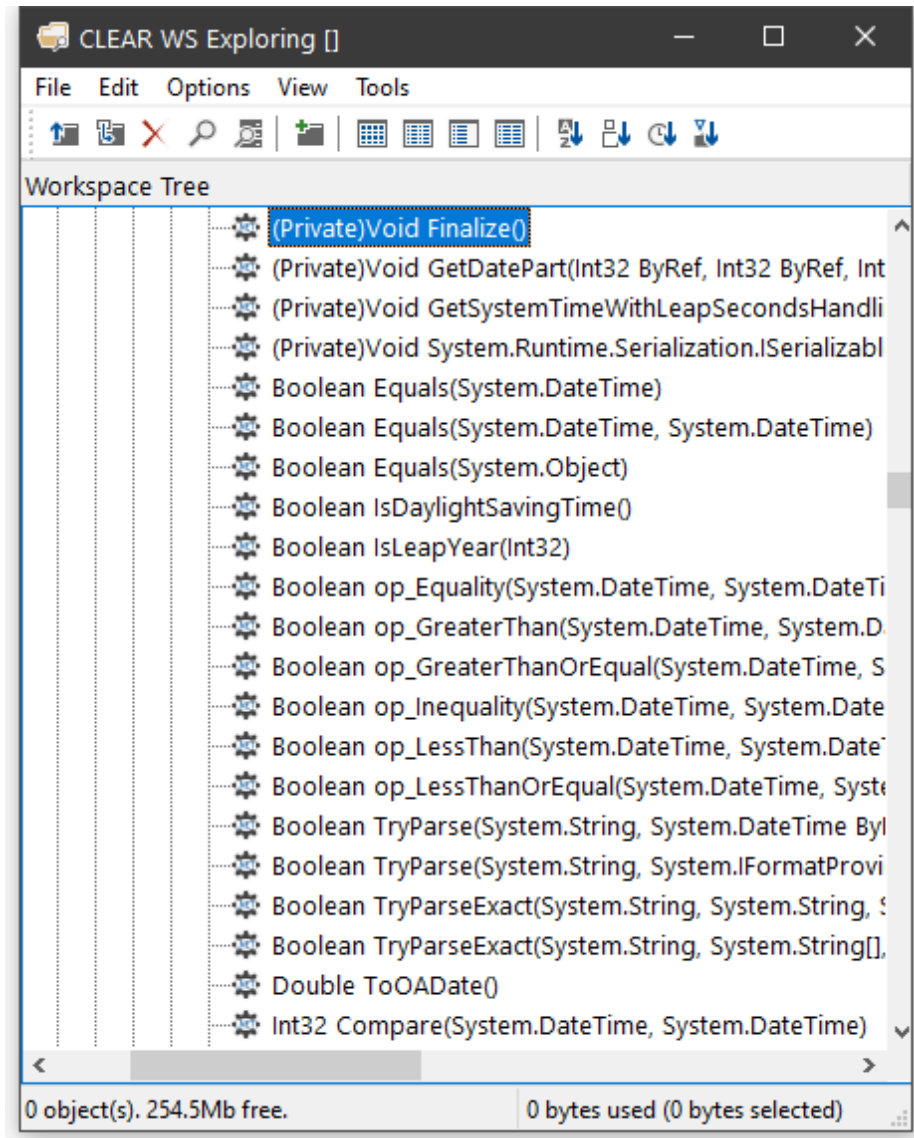 CLEAR WS Exploring []
File Edit Options View Tools
Workspace Tree
(Private)Void Finalize()
(Private)Void GetDatePart(Int32 ByRef, Int32 ByRef, Int
(Private)Void GetSystemTimeWithLeapSecondsHandli
(Private)Void System.Runtime.Serialization.ISerializabl
Boolean Equals(System.DateTime)
Boolean Equals(System.DateTime, System.DateTime)
Boolean Equals(System.Object)
Boolean IsDaylightSavingTime()
Boolean IsLeapYear(Int32)
Boolean op_Equality(System.DateTime, System.DateTi
Boolean op_GreaterThan(System.DateTime, System.D
Boolean op_GreaterThanOrEqual(System.DateTime, S
Boolean op_Inequality(System.DateTime, System.Date
Boolean op_LessThan(System.DateTime, System.Date
Boolean op_LessThanOrEqual(System.DateTime, Syste
Boolean TryParse(System.String, System.DateTime By
Boolean TryParse(System.String, System.IFormatProvi
Boolean TryParseExact(System.String, System.String,
Boolean TryParseExact(System.String, System.String[],
Double ToOADate()
Int32 Compare(System.DateTime, System.DateTime)
0 object(s). 254.5Mb free. 0 bytes used (0 bytes selected)